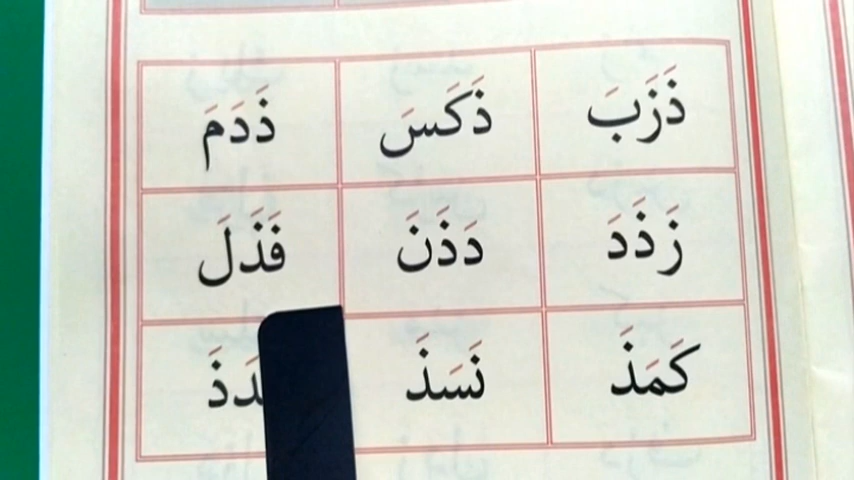 ذَزَبَ ذَكَسَ ذَدَمَ
زَذَدَ دَذَنَ فَذَلَ
كَمَذَ نَسَذَ